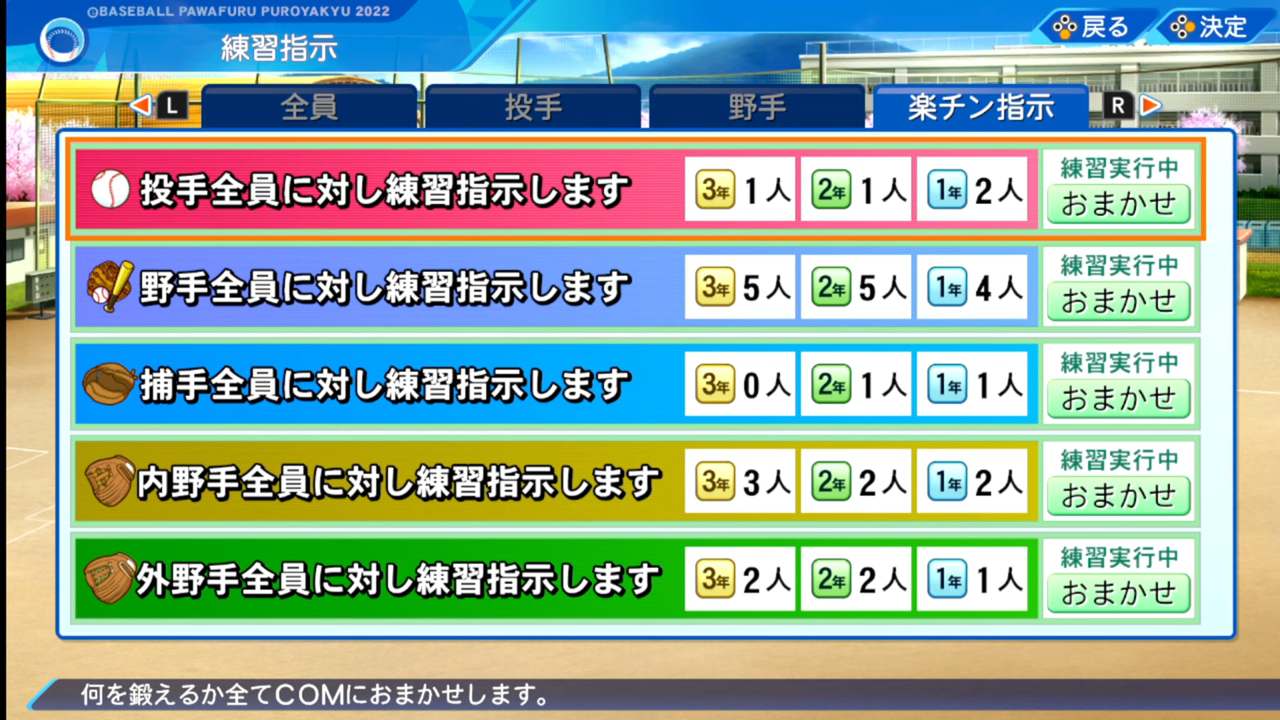 ©BASEBALL PAWAFURU PUROYAKYU 2022
練習指示
戻る 決定
L 全員 投手 野手 楽チン指示 R
投手全員に対し練習指示します 3年 1人 2年 1人 1年 2人 練習実行中 おまかせ
野手全員に対し練習指示します 3年 5人 2年 5人 1年 4人 練習実行中 おまかせ
捕手全員に対し練習指示します 3年 0人 2年 1人 1年 1人 練習実行中 おまかせ
内野手全員に対し練習指示します 3年 3人 2年 2人 1年 2人 練習実行中 おまかせ
外野手全員に対し練習指示します 3年 2人 2年 2人 1年 1人 練習実行中 おまかせ
何を鍛えるか全てCOMにおまかせします。